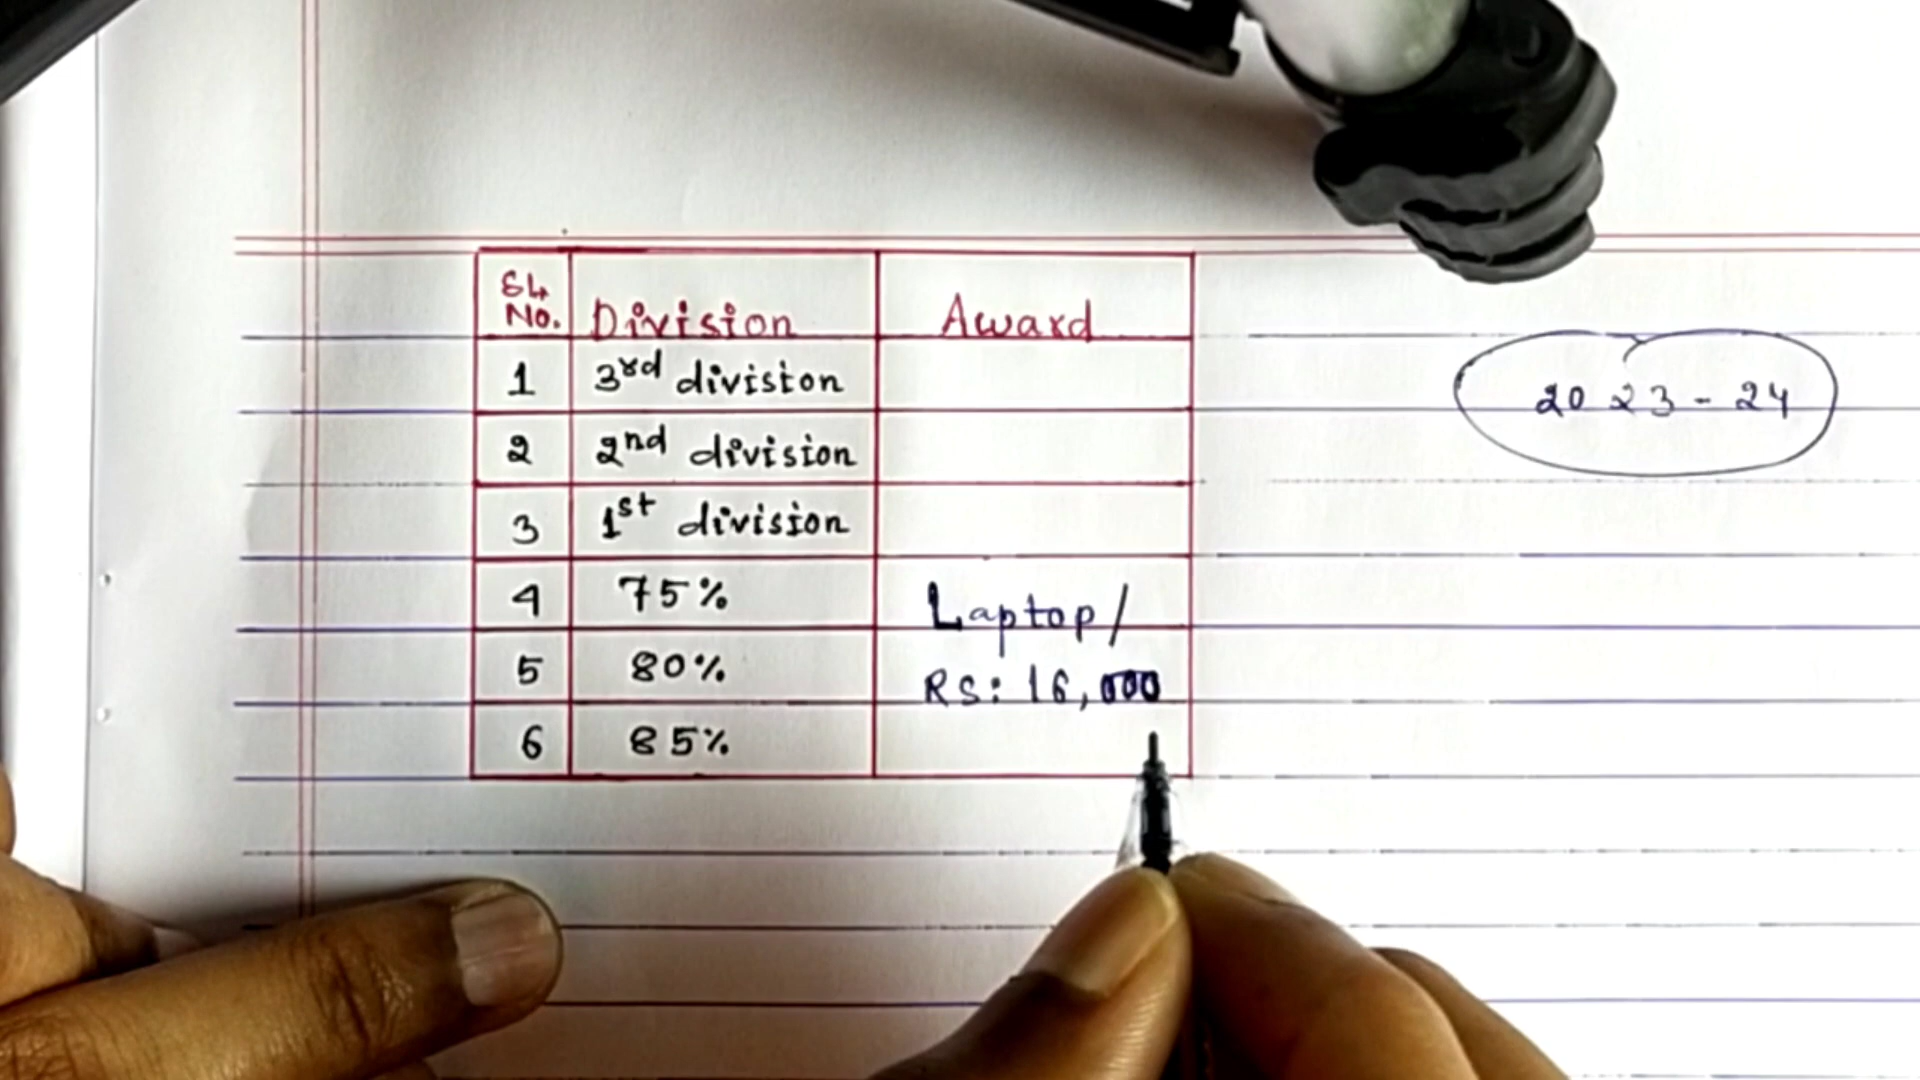 SL. No. Division Award
1 3rd division
2 2nd division
3 1st division
4 75% Laptop/
5 80% RS: 16,000
6 85%
2023-24